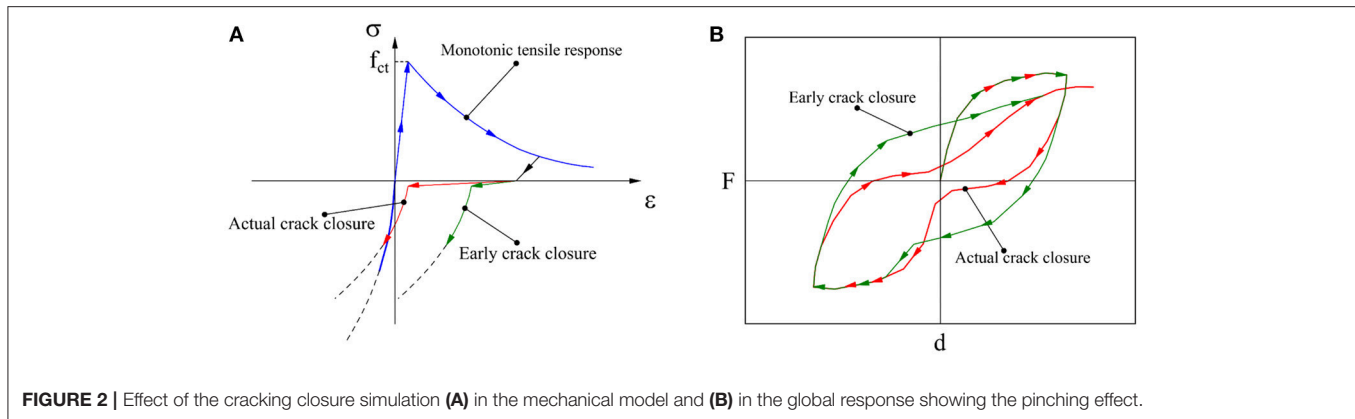 A
σ
f_ct
Monotonic tensile response
ε
Actual crack closure
Early crack closure
B
Early crack closure
F
Actual crack closure
d
FIGURE 2 | Effect of the cracking closure simulation (A) in the mechanical model and (B) in the global response showing the pinching effect.